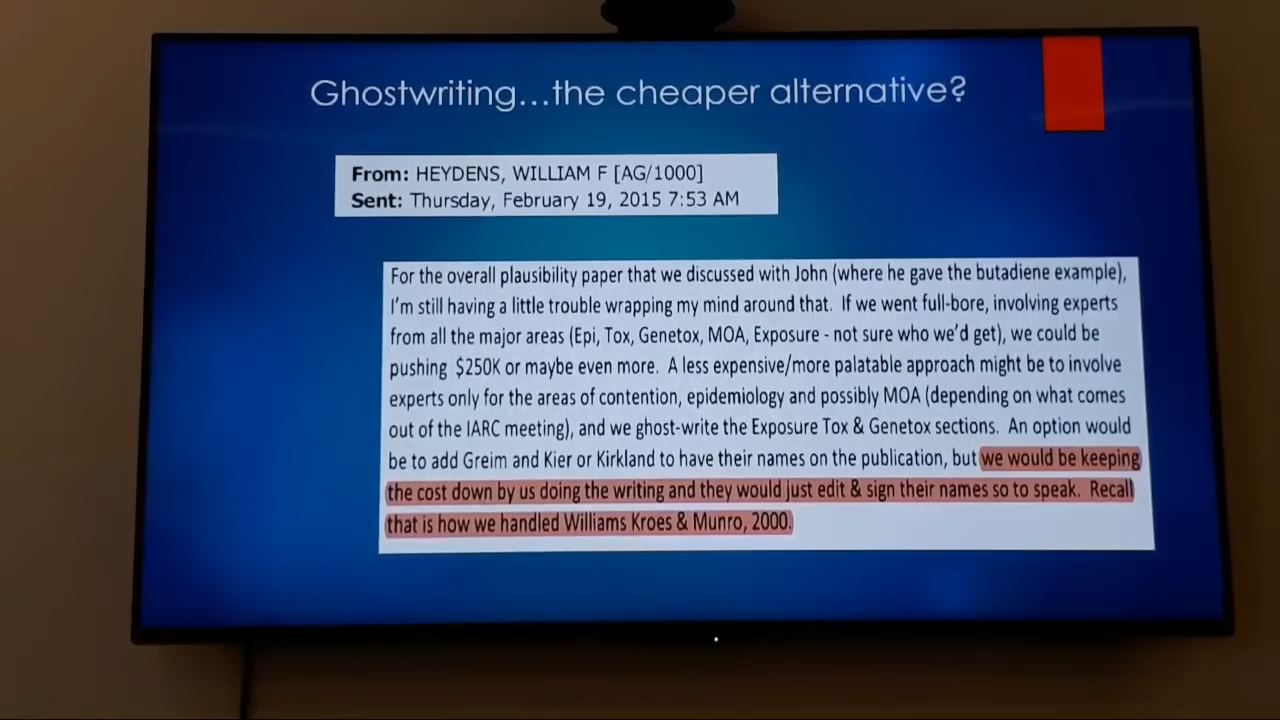 Ghostwriting...the cheaper alternative?
From: HEYDENS, WILLIAM F [AG/1000]
Sent: Thursday, February 19, 2015 7:53 AM
For the overall plausibility paper that we discussed with John (where he gave the butadiene example),
I'm still having a little trouble wrapping my mind around that. If we went full-bore, involving experts
from all the major areas (Epi, Tox, Genetox, MOA, Exposure - not sure who we'd get), we could be
pushing $250K or maybe even more. A less expensive/more palatable approach might be to involve
experts only for the areas of contention, epidemiology and possibly MOA (depending on what comes
out of the IARC meeting), and we ghost-write the Exposure Tox & Genetox sections. An option would
be to add Greim and Kier or Kirkland to have their names on the publication, but we would be keeping
the cost down by us doing the writing and they would just edit & sign their names so to speak. Recall
that is how we handled Williams Kroes & Munro, 2000.